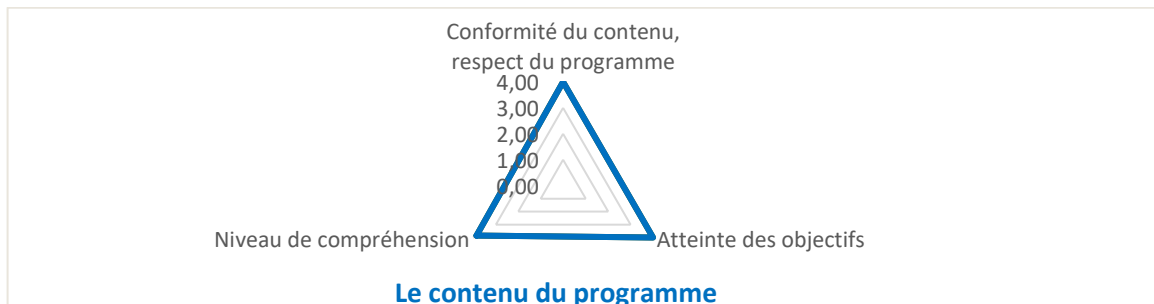 Conformité du contenu,
respect du programme
4,00
3,00
2,00
1,00
0,00
Niveau de compréhension
Atteinte des objectifs
Le contenu du programme